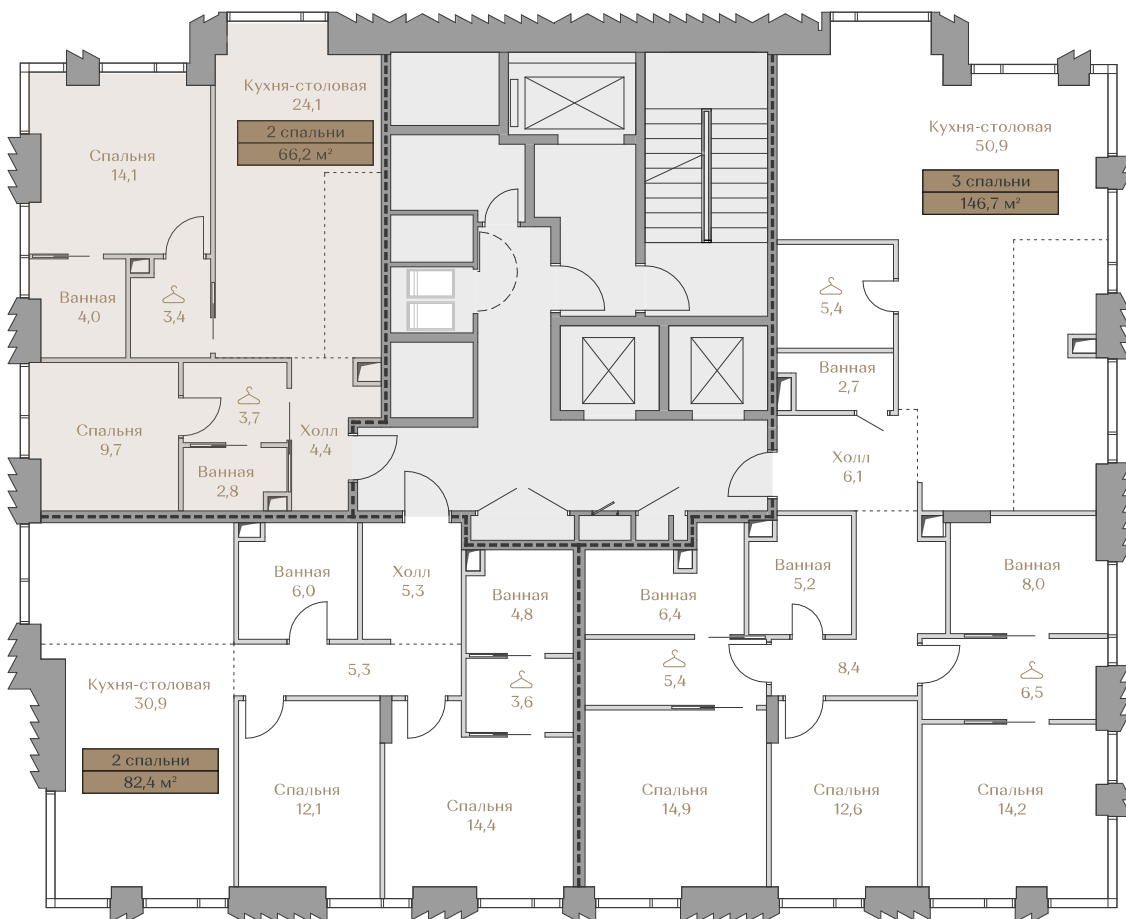 Кухня-столовая
24,1
2 спальни
66,2 м²
Спальня
14,1
Ванная
4,0
3,4
Спальня
9,7
3,7
Ванная
2,8
Холл
4,4
Кухня-столовая
50,9
3 спальни
146,7 м²
5,4
Ванная
2,7
Холл
6,1
Ванная
6,0
Холл
5,3
Ванная
4,8
5,3
3,6
Кухня-столовая
30,9
2 спальни
82,4 м²
Спальня
12,1
Спальня
14,4
Ванная
6,4
Ванная
5,2
Ванная
8,0
5,4
8,4
6,5
Спальня
14,9
Спальня
12,6
Спальня
14,2